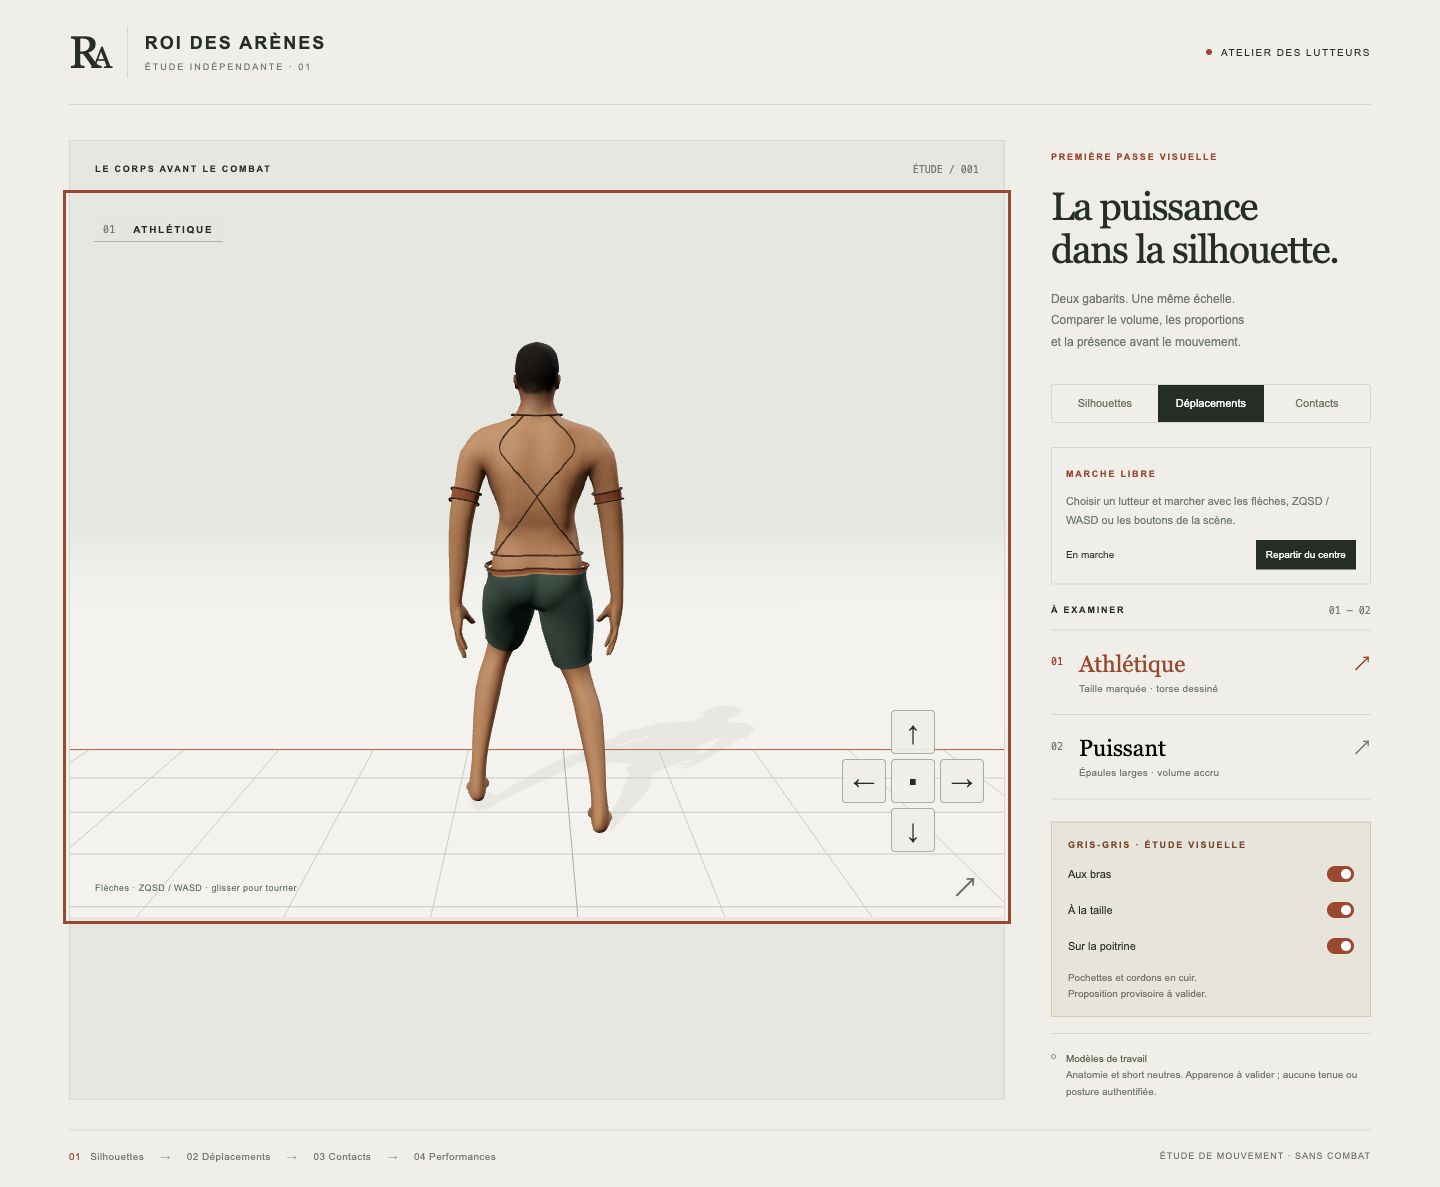 RA
ROI DES ARÈNES
ÉTUDE INDÉPENDANTE · 01
ATELIER DES LUTTEURS
LE CORPS AVANT LE COMBAT
ÉTUDE / 001
01 ATHLÉTIQUE
↑
← ▪ →
↓
Flèches · ZQSD / WASD · glisser pour tourner
PREMIÈRE PASSE VISUELLE
La puissance
dans la silhouette.
Deux gabarits. Une même échelle.
Comparer le volume, les proportions
et la présence avant le mouvement.
Silhouettes
Déplacements
Contacts
MARCHE LIBRE
Choisir un lutteur et marcher avec les flèches, ZQSD /
WASD ou les boutons de la scène.
En marche
Repartir du centre
À EXAMINER
01 — 02
01 Athlétique
Taille marquée · torse dessiné
02 Puissant
Épaules larges · volume accru
GRIS-GRIS · ÉTUDE VISUELLE
Aux bras
À la taille
Sur la poitrine
Pochettes et cordons en cuir.
Proposition provisoire à valider.
Modèles de travail
Anatomie et short neutres. Apparence à valider ; aucune tenue ou
posture authentifiée.
01 Silhouettes → 02 Déplacements → 03 Contacts → 04 Performances
ÉTUDE DE MOUVEMENT · SANS COMBAT